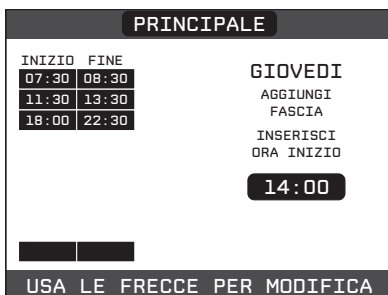 PRINCIPALE
INIZIO FINE
07:30 08:30
11:30 13:30
18:00 22:30
GIOVEDI
AGGIUNGI
FASCIA
INSERISCI
ORA INIZIO
14:00
USA LE FRECCE PER MODIFICA